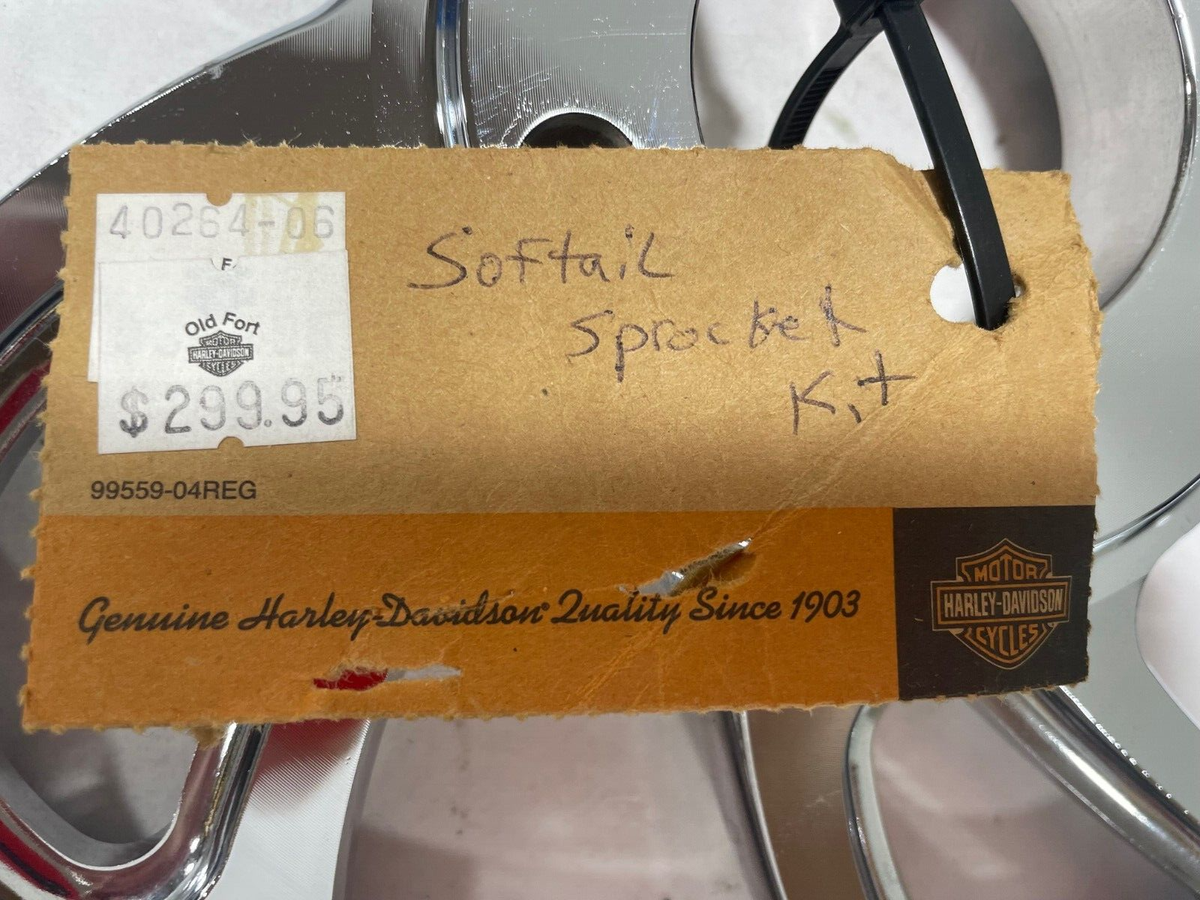 40264-06
F
Old Fort
MOTOR
HARLEY-DAVIDSON
CYCLES
$299.95
Softail
Sprocket
Kit
99559-04REG
Genuine Harley-Davidson® Quality Since 1903
MOTOR
HARLEY-DAVIDSON
CYCLES